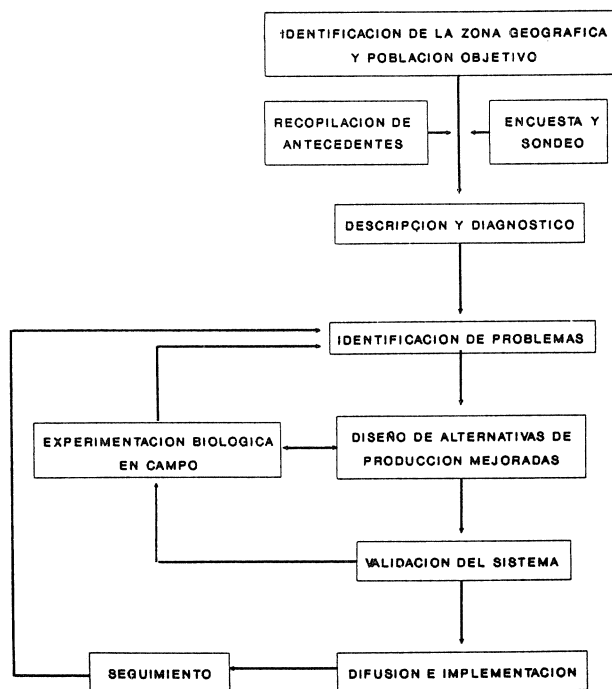 IDENTIFICACION DE LA ZONA GEOGRAFICA
Y POBLACION OBJETIVO
RECOPILACION DE
ANTECEDENTES
ENCUESTA Y
SONDEO
DESCRIPCION Y DIAGNOSTICO
IDENTIFICACION DE PROBLEMAS
EXPERIMENTACION BIOLOGICA
EN CAMPO
DISEÑO DE ALTERNATIVAS DE
PRODUCCION MEJORADAS
VALIDACION DEL SISTEMA
SEGUIMIENTO
DIFUSION E IMPLEMENTACION